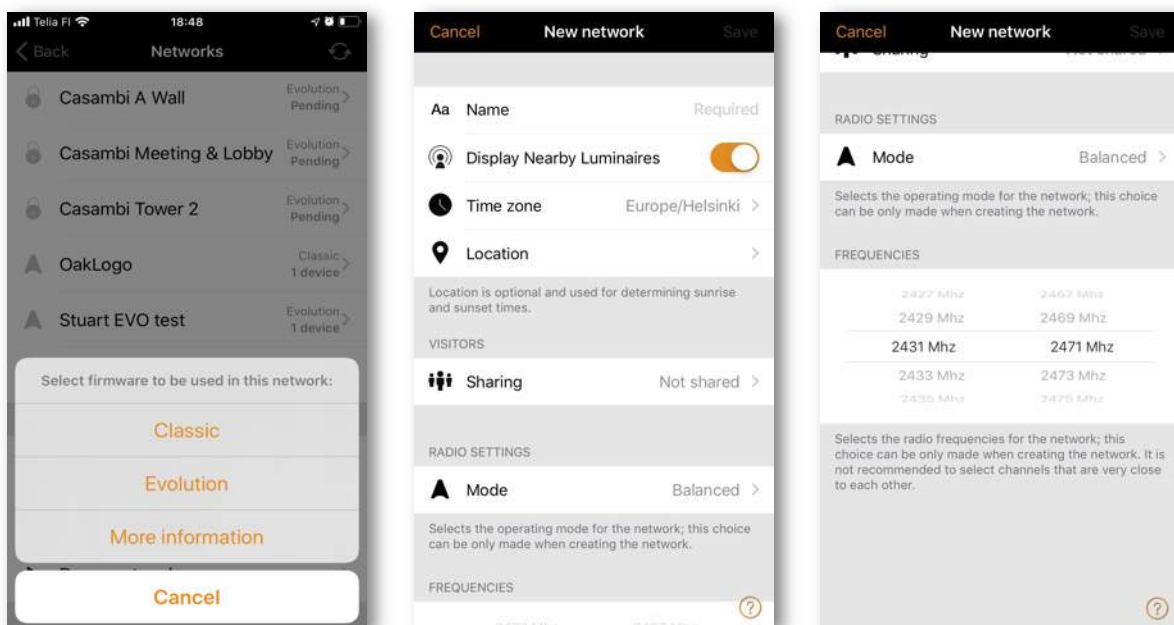 Telia FI
18:48
Back
Networks
Casambi A Wall
Evolution
Pending
Casambi Meeting & Lobby
Evolution
Pending
Casambi Tower 2
Evolution
Pending
OakLogo
Classic
1 device
Stuart EVO test
Evolution
1 device
Select firmware to be used in this network:
Classic
Evolution
More information
Cancel
Cancel
New network
Save
Aa
Name
Required
Display Nearby Luminaires
Time zone
Europe/Helsinki
Location
Location is optional and used for determining sunrise
and sunset times.
VISITORS
Sharing
Not shared
RADIO SETTINGS
Mode
Balanced
Selects the operating mode for the network; this choice
can be only made when creating the network.
FREQUENCIES
?
Cancel
New network
Save
RADIO SETTINGS
Mode
Balanced
Selects the operating mode for the network; this choice
can be only made when creating the network.
FREQUENCIES
2427 Mhz
2467 Mhz
2429 Mhz
2469 Mhz
2431 Mhz
2471 Mhz
2433 Mhz
2473 Mhz
2435 Mhz
2475 Mhz
Selects the radio frequencies for the network; this
choice can be only made when creating the network. It is
not recommended to select channels that are very close
to each other.
?